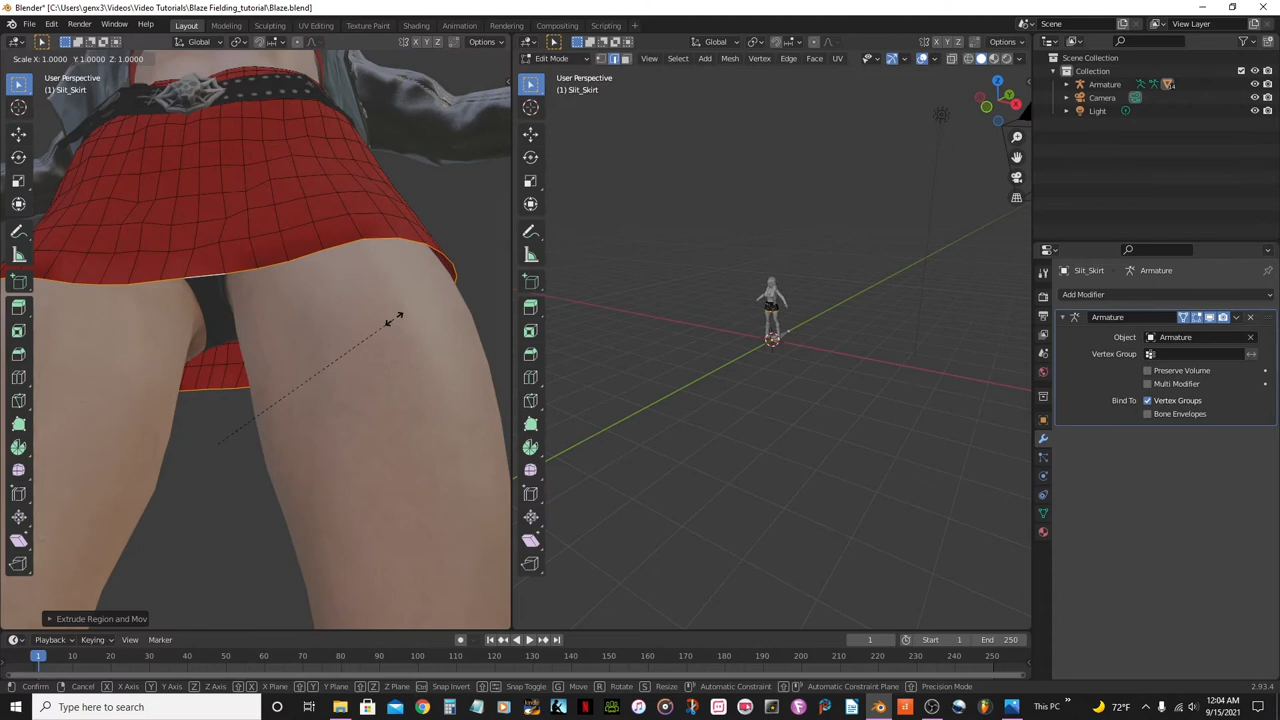 Blender* [C:\Users\genx3\Videos\Video Tutorials\Blaze Fielding_tutorial\Blaze.blend]
File Edit Render Window Help Layout Modeling Sculpting UV Editing Texture Paint Shading Animation Rendering Compositing Scripting Scene View Layer
Global X Y Z Options Global X Y Z Options
Scale X: 1.0000 Y: 1.0000 Z: 1.0000 Edit Mode View Select Add Mesh Vertex Edge Face UV Scene Collection
Collection
User Perspective User Perspective Armature
(1) Slit_Skirt (1) Slit_Skirt Camera
Light
Slit_Skirt Armature
Add Modifier
Armature
Object Armature
Vertex Group
Preserve Volume
Multi Modifier
Bind To Vertex Groups
Bone Envelopes
Extrude Region and Mov
Playback Keying View Marker 1 Start 1 End 250
1 10 20 30 40 50 60 70 80 90 100 110 120 130 140 150 160 170 180 190 200 210 220 230 240 250
Confirm Cancel X X Axis Y Y Axis Z Z Axis X X Plane Y Y Plane Z Z Plane Ctrl Snap Invert Snap Toggle G Move R Rotate S Resize Automatic Constraint Automatic Constraint Plane Precision Mode 2.93.4
Type here to search This PC 72°F 12:04 AM
9/15/2021